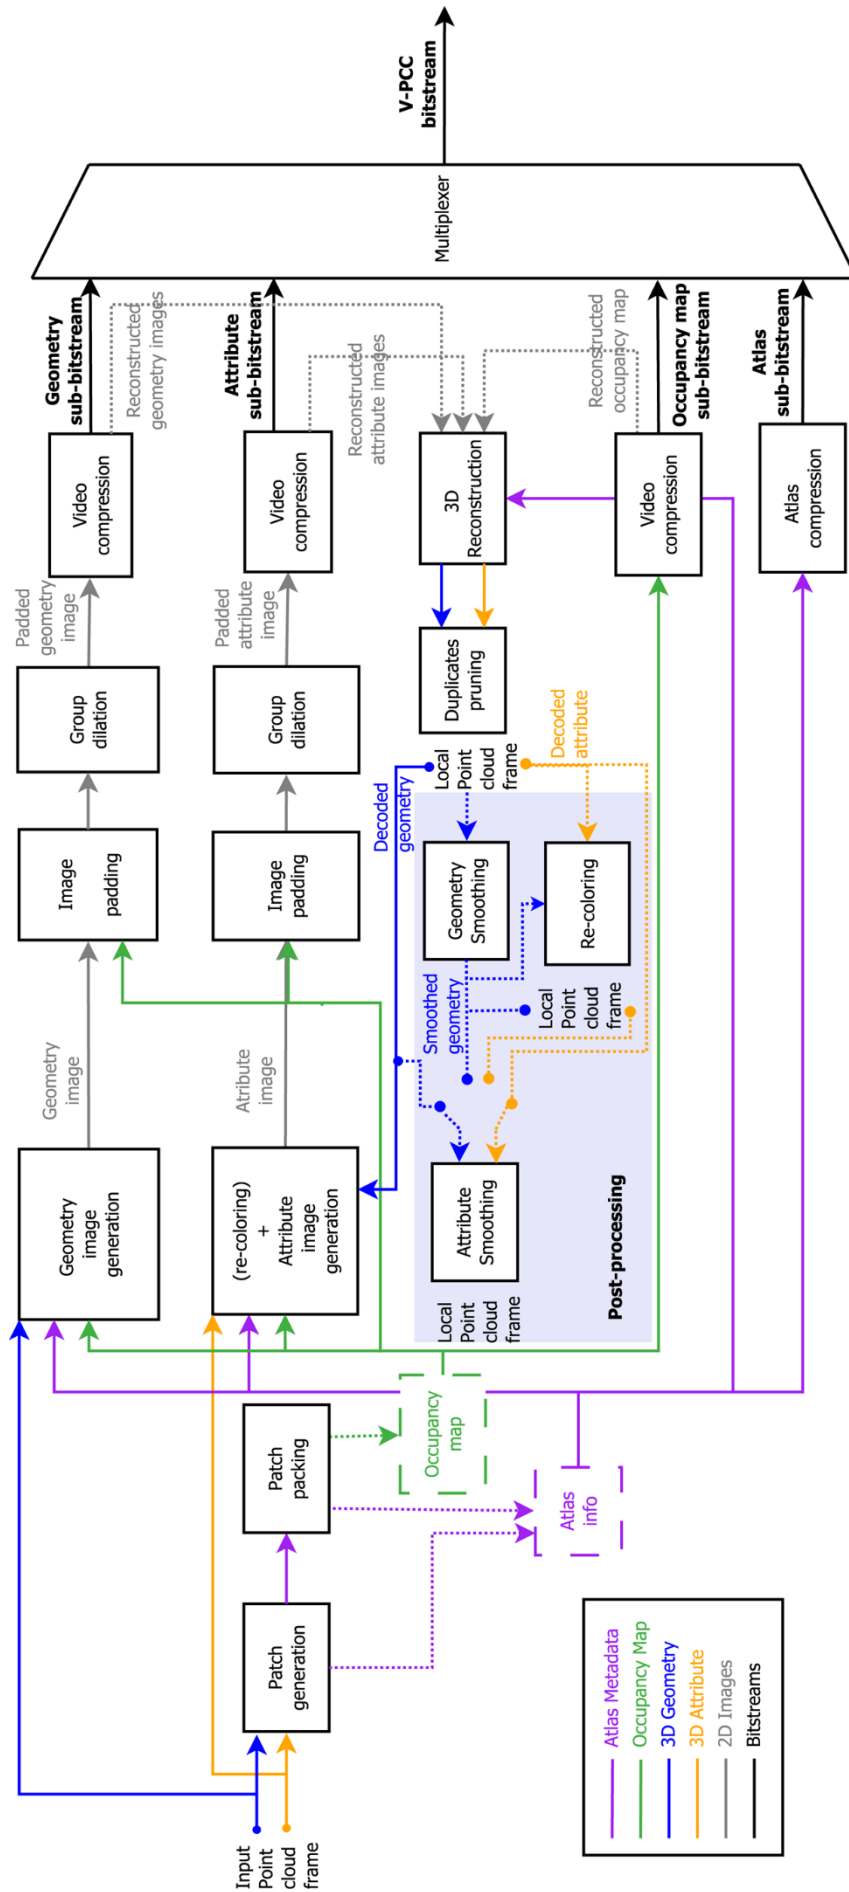 Input
Point
cloud
frame
Patch
generation
Patch
packing
Occupancy
map
Atlas
info
Geometry
image
generation
Geometry
image
Image
padding
Group
dilation
Padded
geometry
image
Video
compression
Geometry
sub-bitstream
Reconstructed
geometry images
(re-coloring)
+
Attribute
image
generation
Atribute
image
Image
padding
Group
dilation
Padded
attribute
image
Video
compression
Attribute
sub-bitstream
Reconstructed
attribute images
Local
Point
cloud
frame
Attribute
Smoothing
Post-processing
Smoothed
geometry
Local
Point
cloud
frame
Geometry
Smoothing
Re-coloring
Decoded
geometry
Local
Point
cloud
frame
Decoded
attribute
Duplicates
pruning
3D
Reconstruction
Reconstructed
occupancy map
Video
compression
Occupancy map
sub-bitstream
Atlas
compression
Atlas
sub-bitstream
Multiplexer
V-PCC
bitstream
Atlas Metadata
Occupancy Map
3D Geometry
3D Attribute
2D Images
Bitstreams